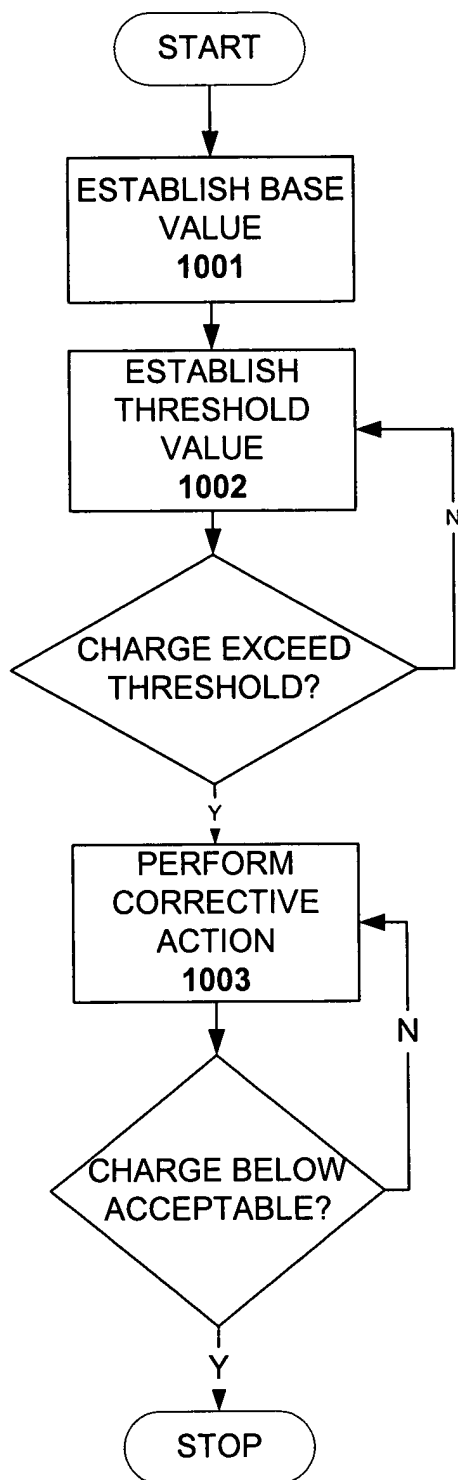 START
ESTABLISH BASE
VALUE
1001
ESTABLISH
THRESHOLD
VALUE
1002
N
CHARGE EXCEED
THRESHOLD?
Y
PERFORM
CORRECTIVE
ACTION
1003
N
CHARGE BELOW
ACCEPTABLE?
Y
STOP